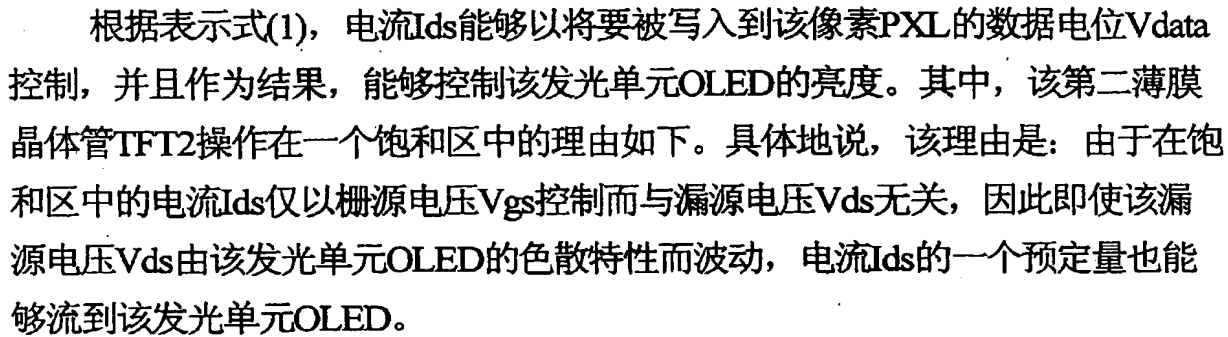 根据表示式(1)，电流Ids能够以将要被写入到该像素PXL的数据电位Vdata
控制，并且作为结果，能够控制该发光单元OLED的亮度。其中，该第二薄膜
晶体管TFT2操作在一个饱和区中的理由如下。具体地说，该理由是：由于在饱
和区中的电流Ids仅以栅源电压Vgs控制而与漏源电压Vds无关，因此即使该漏
源电压Vds由该发光单元OLED的色散特性而波动，电流Ids的一个预定量也能
够流到该发光单元OLED。